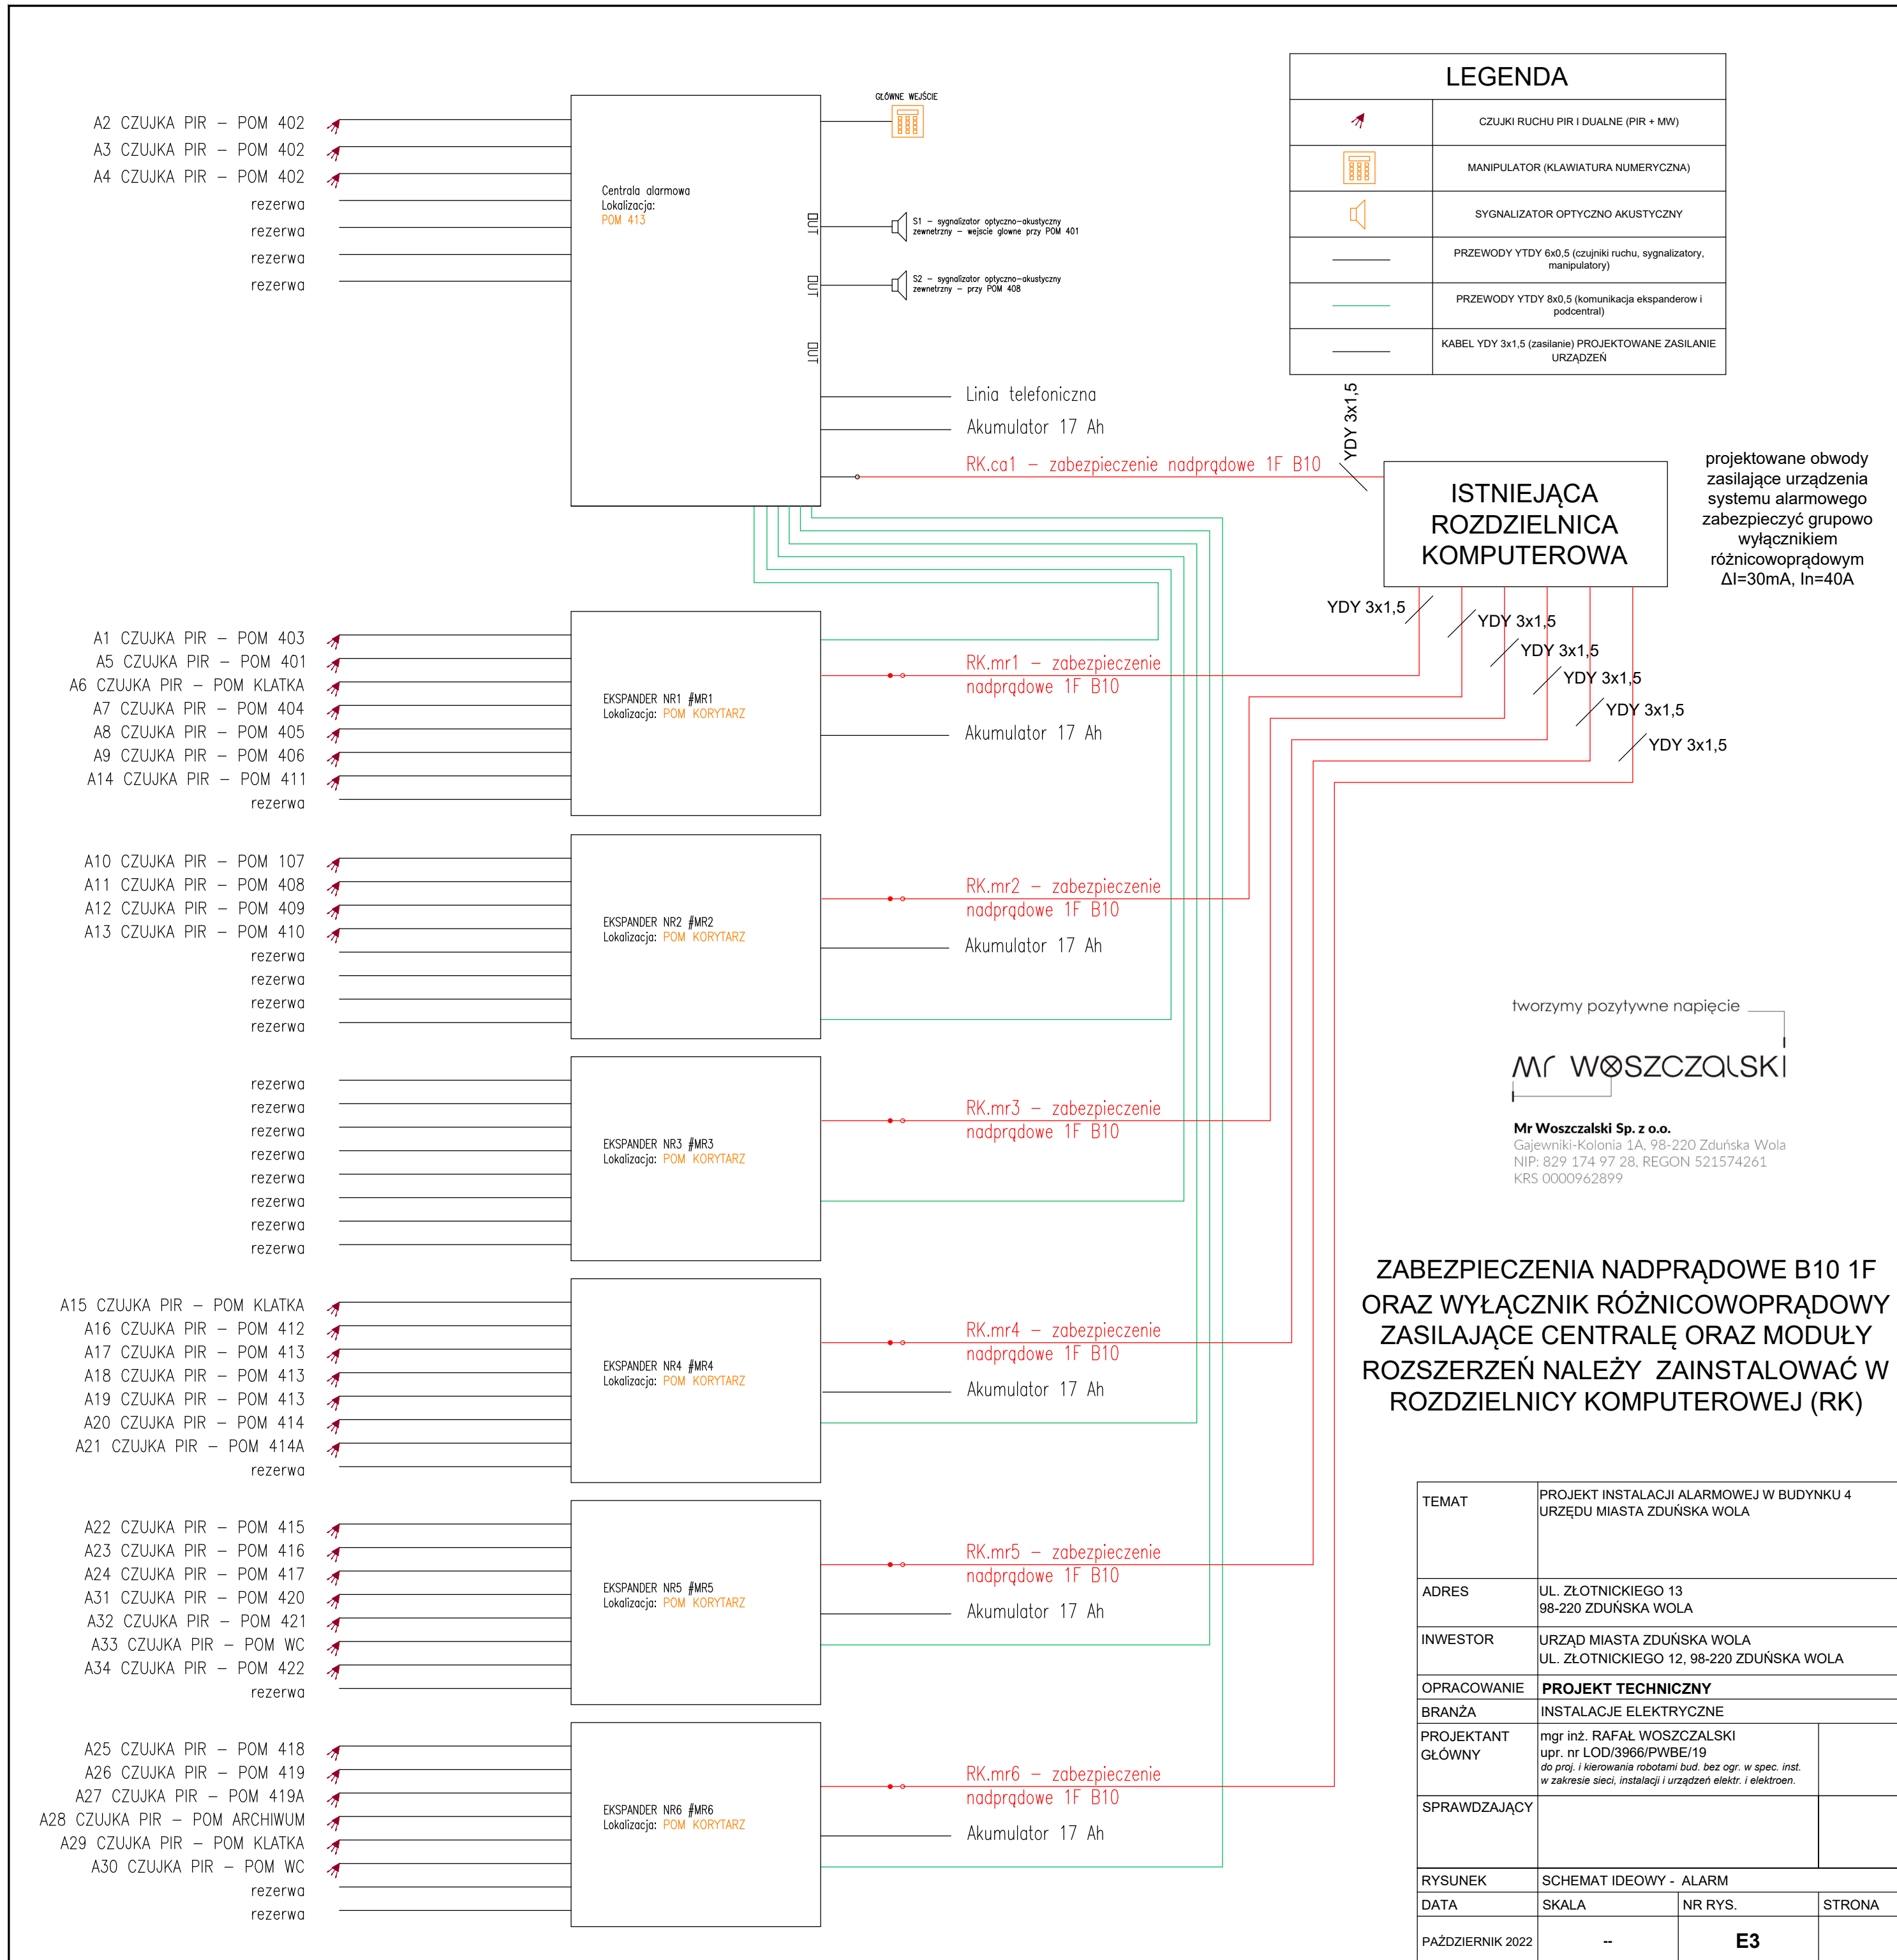 A2 CZUJKA PIR – POM 402
A3 CZUJKA PIR – POM 402
A4 CZUJKA PIR – POM 402
rezerwa
rezerwa
rezerwa
rezerwa
Centrala alarmowa
Lokalizacja:
POM 413
GŁÓWNE WEJŚCIE
OUT
S1 – sygnalizator optyczno-akustyczny
zewnetrzny – wejscie glowne przy POM 401
OUT
S2 – sygnalizator optyczno-akustyczny
zewnetrzny – przy POM 408
OUT
Linia telefoniczna
Akumulator 17 Ah
RK.ca1 – zabezpieczenie nadprądowe 1F B10
YDY 3x1,5
LEGENDA
CZUJKI RUCHU PIR I DUALNE (PIR + MW)
MANIPULATOR (KLAWIATURA NUMERYCZNA)
SYGNALIZATOR OPTYCZNO AKUSTYCZNY
PRZEWODY YTDY 6x0,5 (czujniki ruchu, sygnalizatory,
manipulatory)
PRZEWODY YTDY 8x0,5 (komunikacja ekspanderow i
podcentral)
KABEL YDY 3x1,5 (zasilanie) PROJEKTOWANE ZASILANIE
URZĄDZEŃ
ISTNIEJĄCA
ROZDZIELNICA
KOMPUTEROWA
projektowane obwody
zasilające urządzenia
systemu alarmowego
zabezpieczyć grupowo
wyłącznikiem
różnicowoprądowym
ΔI=30mA, In=40A
YDY 3x1,5
YDY 3x1,5
YDY 3x1,5
YDY 3x1,5
YDY 3x1,5
YDY 3x1,5
A1 CZUJKA PIR – POM 403
A5 CZUJKA PIR – POM 401
A6 CZUJKA PIR – POM KLATKA
A7 CZUJKA PIR – POM 404
A8 CZUJKA PIR – POM 405
A9 CZUJKA PIR – POM 406
A14 CZUJKA PIR – POM 411
rezerwa
EKSPANDER NR1 #MR1
Lokalizacja: POM KORYTARZ
RK.mr1 – zabezpieczenie
nadprądowe 1F B10
Akumulator 17 Ah
A10 CZUJKA PIR – POM 107
A11 CZUJKA PIR – POM 408
A12 CZUJKA PIR – POM 409
A13 CZUJKA PIR – POM 410
rezerwa
rezerwa
rezerwa
rezerwa
EKSPANDER NR2 #MR2
Lokalizacja: POM KORYTARZ
RK.mr2 – zabezpieczenie
nadprądowe 1F B10
Akumulator 17 Ah
rezerwa
rezerwa
rezerwa
rezerwa
rezerwa
rezerwa
rezerwa
rezerwa
EKSPANDER NR3 #MR3
Lokalizacja: POM KORYTARZ
RK.mr3 – zabezpieczenie
nadprądowe 1F B10
A15 CZUJKA PIR – POM KLATKA
A16 CZUJKA PIR – POM 412
A17 CZUJKA PIR – POM 413
A18 CZUJKA PIR – POM 413
A19 CZUJKA PIR – POM 413
A20 CZUJKA PIR – POM 414
A21 CZUJKA PIR – POM 414A
rezerwa
EKSPANDER NR4 #MR4
Lokalizacja: POM KORYTARZ
RK.mr4 – zabezpieczenie
nadprądowe 1F B10
Akumulator 17 Ah
A22 CZUJKA PIR – POM 415
A23 CZUJKA PIR – POM 416
A24 CZUJKA PIR – POM 417
A31 CZUJKA PIR – POM 420
A32 CZUJKA PIR – POM 421
A33 CZUJKA PIR – POM WC
A34 CZUJKA PIR – POM 422
rezerwa
EKSPANDER NR5 #MR5
Lokalizacja: POM KORYTARZ
RK.mr5 – zabezpieczenie
nadprądowe 1F B10
Akumulator 17 Ah
A25 CZUJKA PIR – POM 418
A26 CZUJKA PIR – POM 419
A27 CZUJKA PIR – POM 419A
A28 CZUJKA PIR – POM ARCHIWUM
A29 CZUJKA PIR – POM KLATKA
A30 CZUJKA PIR – POM WC
rezerwa
rezerwa
EKSPANDER NR6 #MR6
Lokalizacja: POM KORYTARZ
RK.mr6 – zabezpieczenie
nadprądowe 1F B10
Akumulator 17 Ah
tworzymy pozytywne napięcie
Mr WOSZCZALSKI
Mr Woszczalski Sp. z o.o.
Gajewniki-Kolonia 1A, 98-220 Zduńska Wola
NIP: 829 174 97 28, REGON 521574261
KRS 0000962899
ZABEZPIECZENIA NADPRĄDOWE B10 1F
ORAZ WYŁĄCZNIK RÓŻNICOWOPRĄDOWY
ZASILAJĄCE CENTRALĘ ORAZ MODUŁY
ROZSZERZEŃ NALEŻY ZAINSTALOWAĆ W
ROZDZIELNICY KOMPUTEROWEJ (RK)
TEMAT
PROJEKT INSTALACJI ALARMOWEJ W BUDYNKU 4
URZĘDU MIASTA ZDUŃSKA WOLA
ADRES
UL. ZŁOTNICKIEGO 13
98-220 ZDUŃSKA WOLA
INWESTOR
URZĄD MIASTA ZDUŃSKA WOLA
UL. ZŁOTNICKIEGO 12, 98-220 ZDUŃSKA WOLA
OPRACOWANIE
PROJEKT TECHNICZNY
BRANŻA
INSTALACJE ELEKTRYCZNE
PROJEKTANT
GŁÓWNY
mgr inż. RAFAŁ WOSZCZALSKI
upr. nr LOD/3966/PWBE/19
do proj. i kierowania robotami bud. bez ogr. w spec. inst.
w zakresie sieci, instalacji i urządzeń elektr. i elektroen.
SPRAWDZAJĄCY
RYSUNEK
SCHEMAT IDEOWY - ALARM
DATA
SKALA
NR RYS.
STRONA
PAŹDZIERNIK 2022
--
E3